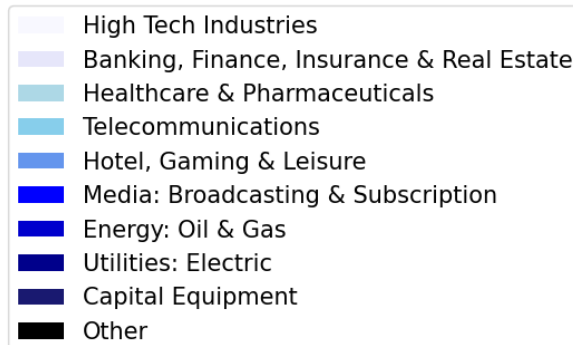 High Tech Industries
Banking, Finance, Insurance & Real Estate
Healthcare & Pharmaceuticals
Telecommunications
Hotel, Gaming & Leisure
Media: Broadcasting & Subscription
Energy: Oil & Gas
Utilities: Electric
Capital Equipment
Other